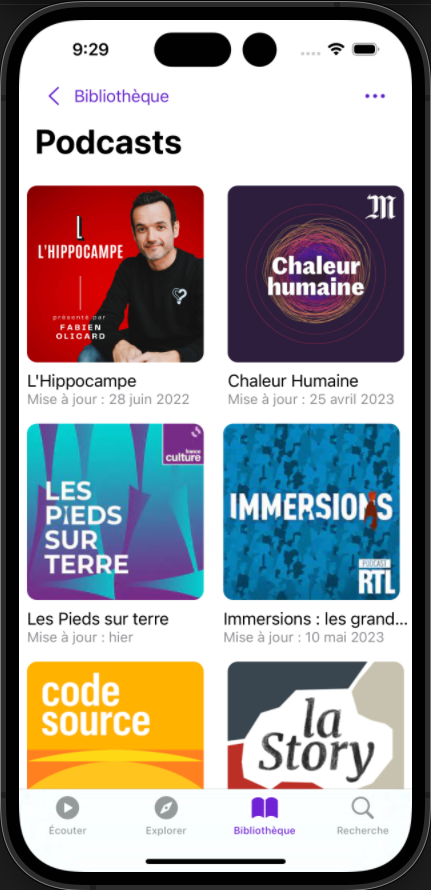 9:29
Bibliothèque
Podcasts
L
L'HIPPOCAMPE
présenté par
FABIEN
OLICARD
M
Chaleur
humaine
L'Hippocampe
Mise à jour : 28 juin 2022
Chaleur Humaine
Mise à jour : 25 avril 2023
france
culture
LES
PIEDS
SUR
TERRE
IMMERSIONS
PODCAST
RTL
Les Pieds sur terre
Mise à jour : hier
Immersions : les grand...
Mise à jour : 10 mai 2023
code
source
la
Story
Écouter
Explorer
Bibliothèque
Recherche